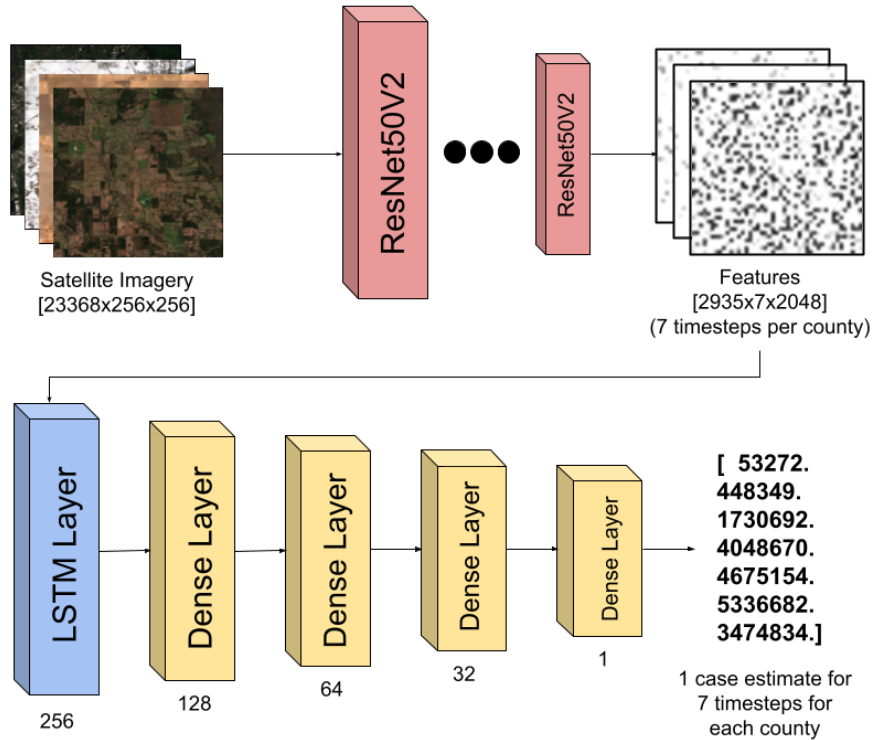 ResNet50V2
ResNet50V2
Satellite Imagery
[23368x256x256]
Features
[2935x7x2048]
(7 timesteps per county)
LSTM Layer
Dense Layer
Dense Layer
Dense Layer
Dense Layer
256
128
64
32
1
[ 53272.
448349.
1730692.
4048670.
4675154.
5336682.
3474834.]
1 case estimate for
7 timesteps for
each county